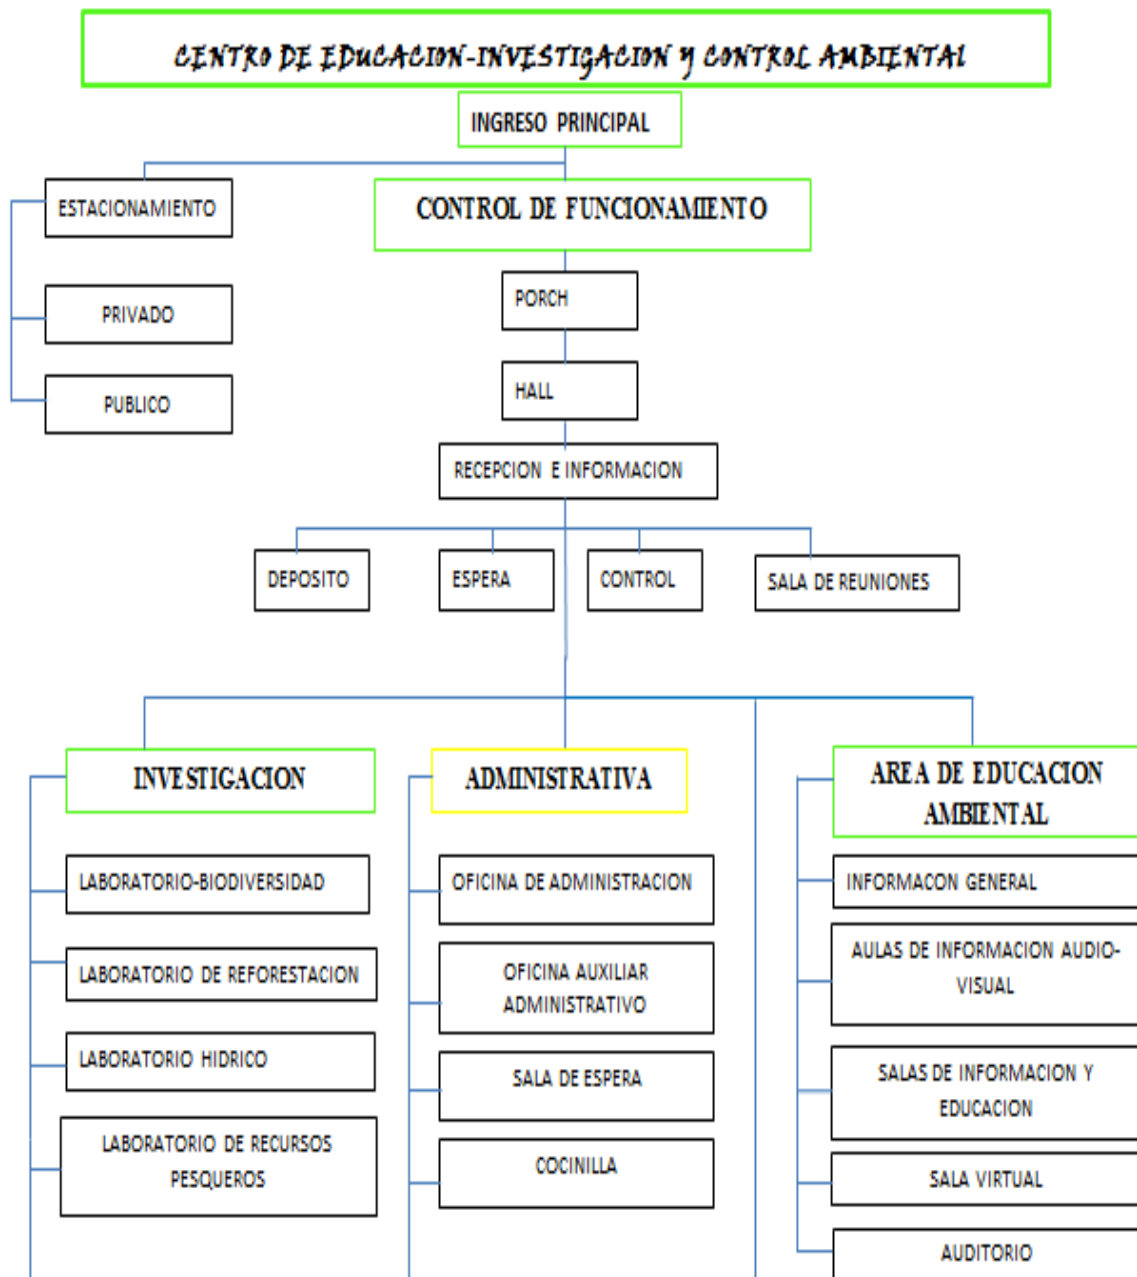 CENTRO DE EDUCACION-INVESTIGACION Y CONTROL AMBIENTAL
INGRESO PRINCIPAL
ESTACIONAMIENTO
CONTROL DE FUNCIONAMIENTO
PRIVADO
PUBLICO
PORCH
HALL
RECEPCION E INFORMACION
DEPOSITO
ESPERA
CONTROL
SALA DE REUNIONES
INVESTIGACION
LABORATORIO-BIODIVERSIDAD
LABORATORIO DE REFORESTACION
LABORATORIO HIDRICO
LABORATORIO DE RECURSOS
PESQUEROS
ADMINISTRATIVA
OFICINA DE ADMINISTRACION
OFICINA AUXILIAR
ADMINISTRATIVO
SALA DE ESPERA
COCINILLA
AREA DE EDUCACION
AMBIENTAL
INFORMACON GENERAL
AULAS DE INFORMACION AUDIO-
VISUAL
SALAS DE INFORMACION Y
EDUCACION
SALA VIRTUAL
AUDITORIO